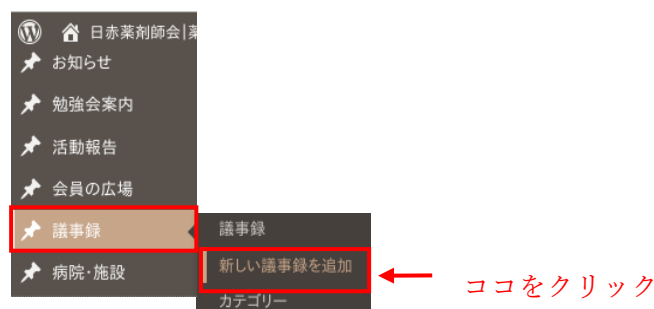 日赤薬剤師会|薬
お知らせ
勉強会案内
活動報告
会員の広場
議事録
病院・施設
議事録
新しい議事録を追加
カテゴリー
ココをクリック